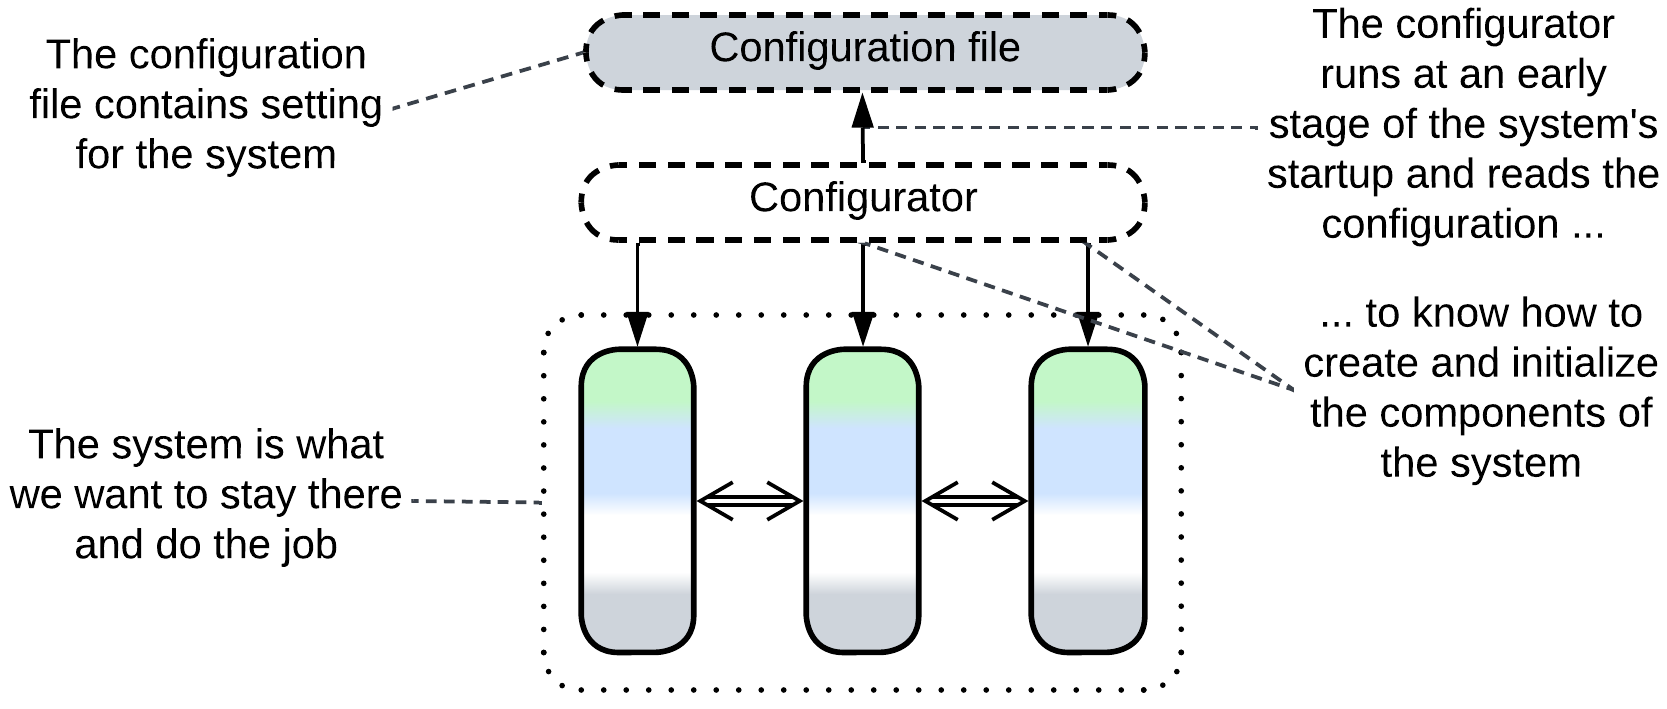 Configuration file
The configuration
file contains setting
for the system
The configurator
runs at an early
stage of the system's
startup and reads the
configuration ...
Configurator
... to know how to
create and initialize
the components of
the system
The system is what
we want to stay there
and do the job